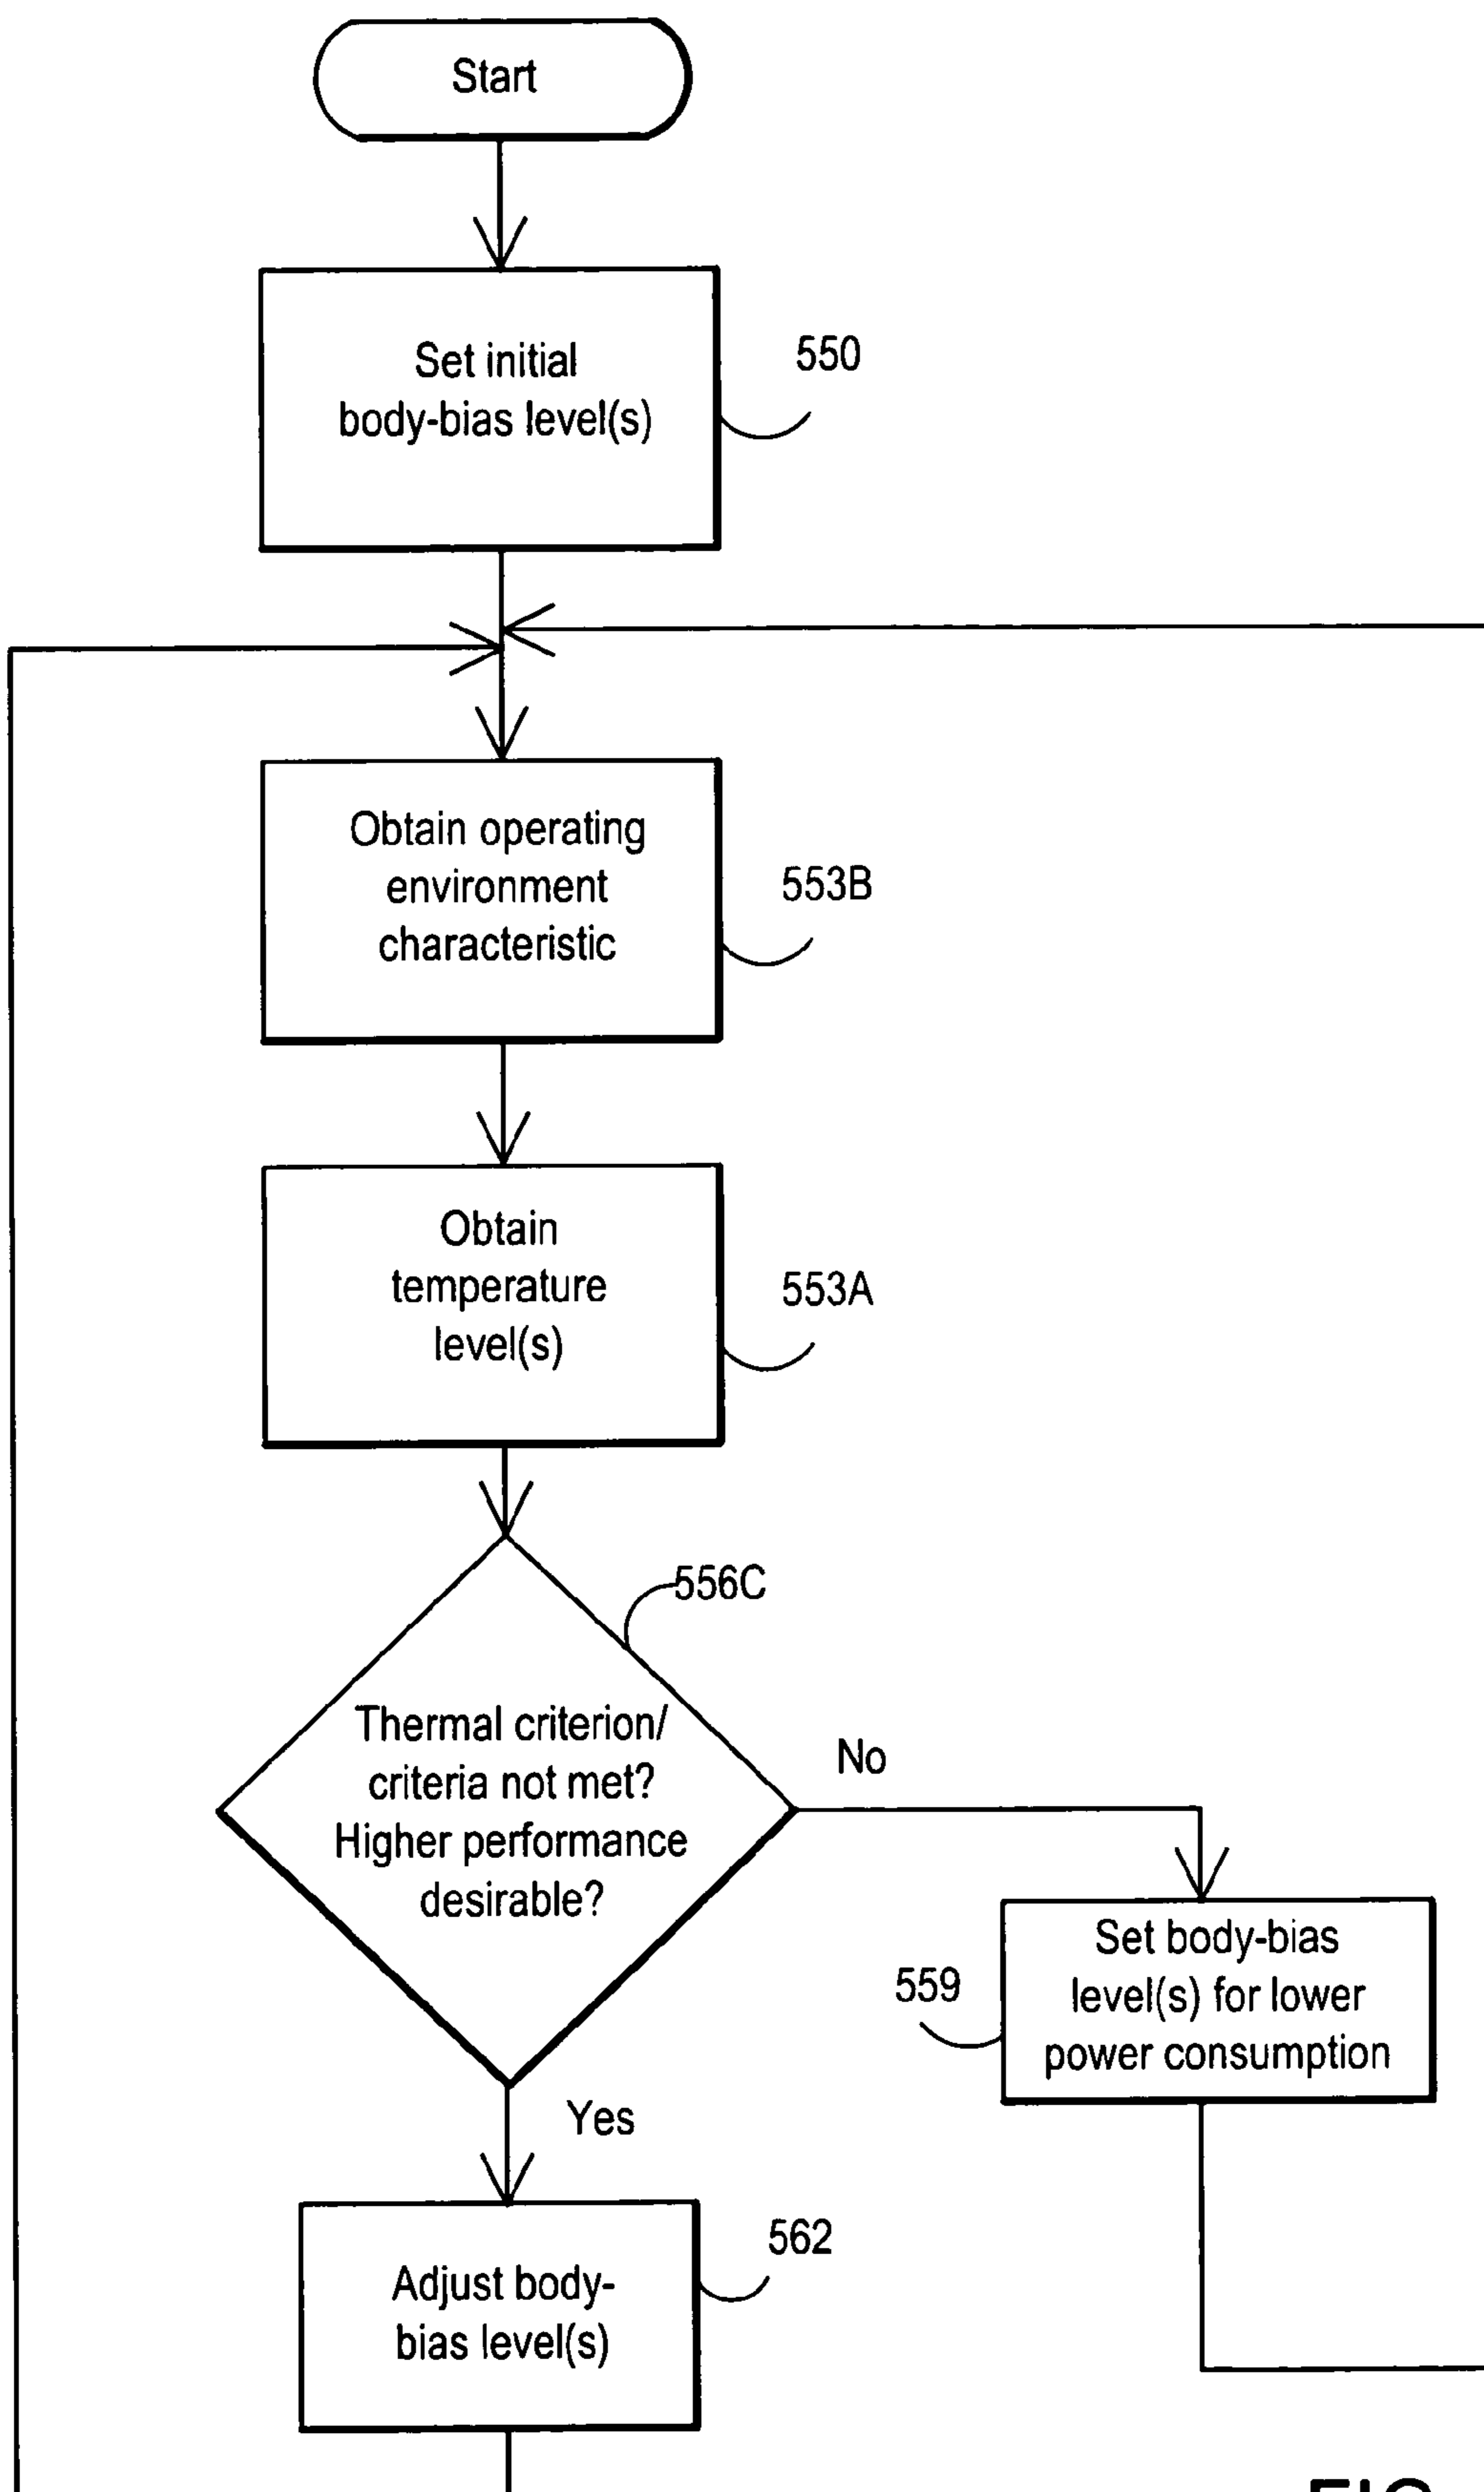 Start
Set initial
body-bias level(s)
550
Obtain operating
environment
characteristic
553B
Obtain
temperature
level(s)
553A
556C
Thermal criterion/
criteria not met?
Higher performance
desirable?
No
Set body-bias
level(s) for lower
power consumption
559
Yes
Adjust body-
bias level(s)
562